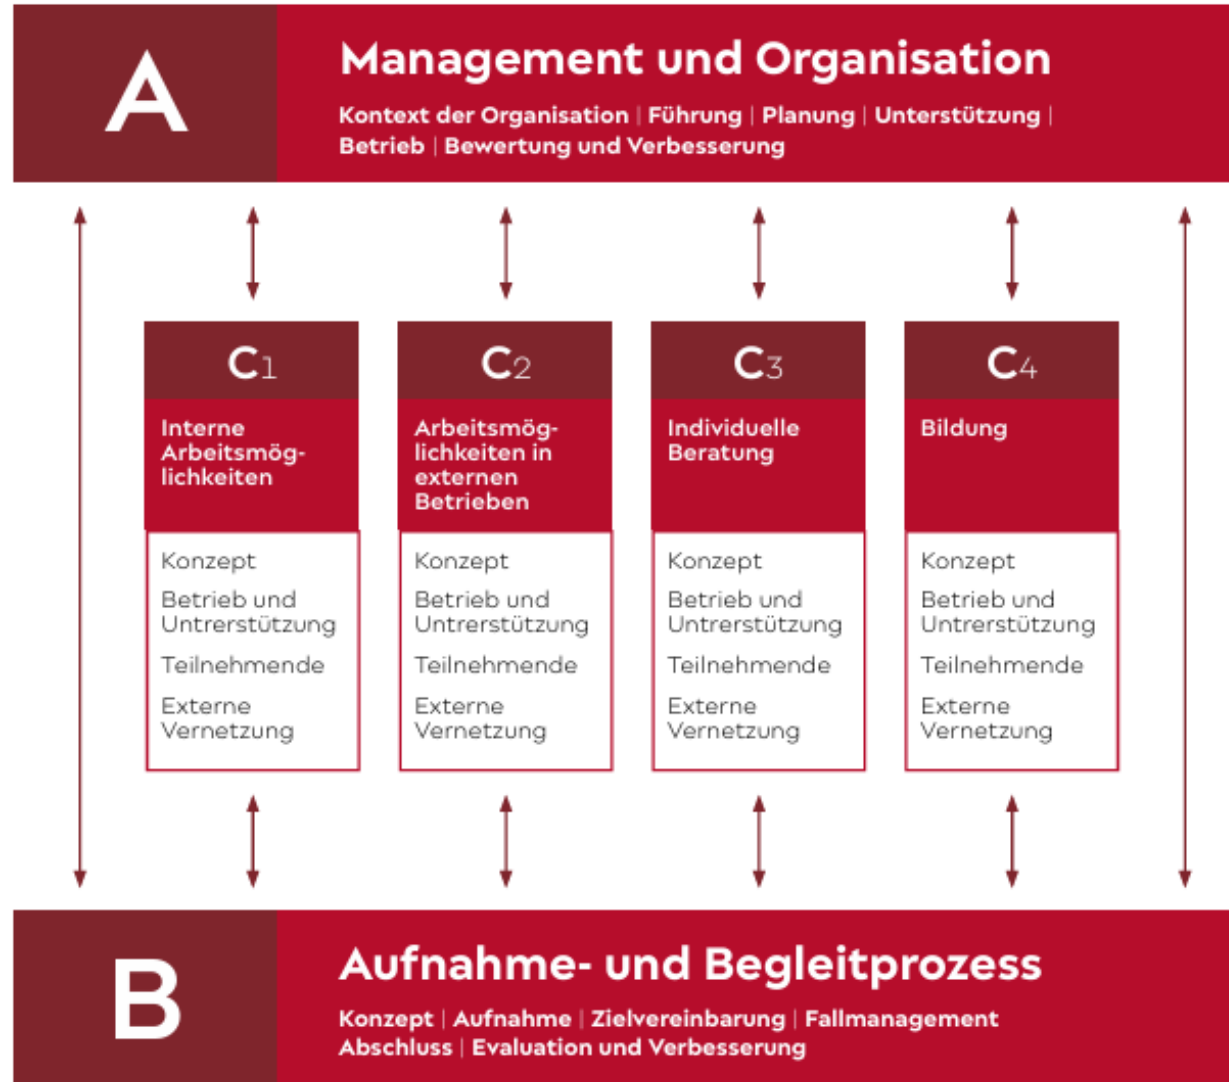 A
Management und Organisation
Kontext der Organisation | Führung | Planung | Unterstützung |
Betrieb | Bewertung und Verbesserung
C1
Interne
Arbeitsmög-
lichkeiten
Konzept
Betrieb und
Untrerstützung
Teilnehmende
Externe
Vernetzung
C2
Arbeitsmög-
lichkeiten in
externen
Betrieben
Konzept
Betrieb und
Untrerstützung
Teilnehmende
Externe
Vernetzung
C3
Individuelle
Beratung
Konzept
Betrieb und
Untrerstützung
Teilnehmende
Externe
Vernetzung
C4
Bildung
Konzept
Betrieb und
Untrerstützung
Teilnehmende
Externe
Vernetzung
B
Aufnahme- und Begleitprozess
Konzept | Aufnahme | Zielvereinbarung | Fallmanagement
Abschluss | Evaluation und Verbesserung